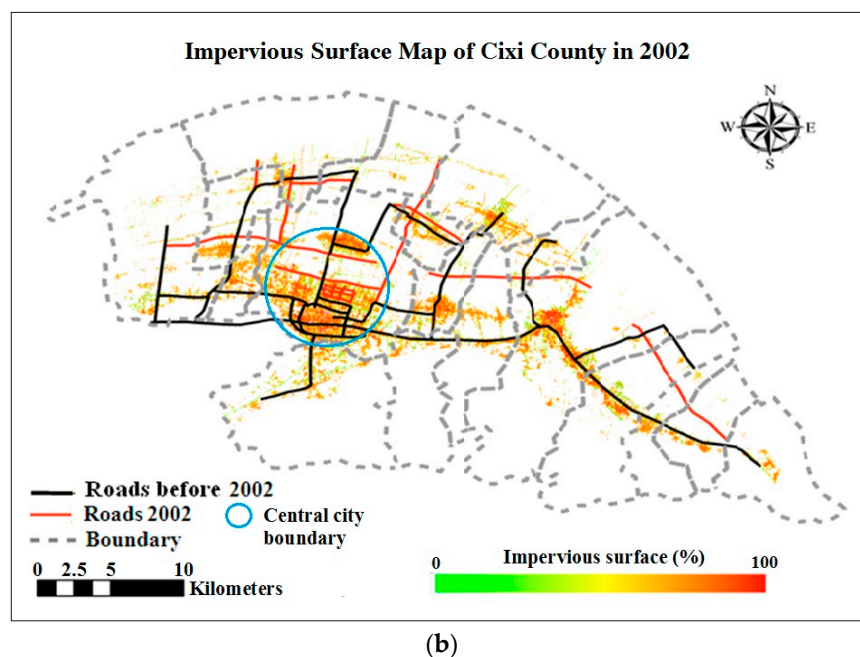 Impervious Surface Map of Cixi County in 2002
N
W E
S
Roads before 2002
Roads 2002
Boundary
Central city
boundary
0 2.5 5 10
Kilometers
Impervious surface (%)
0 100
(b)